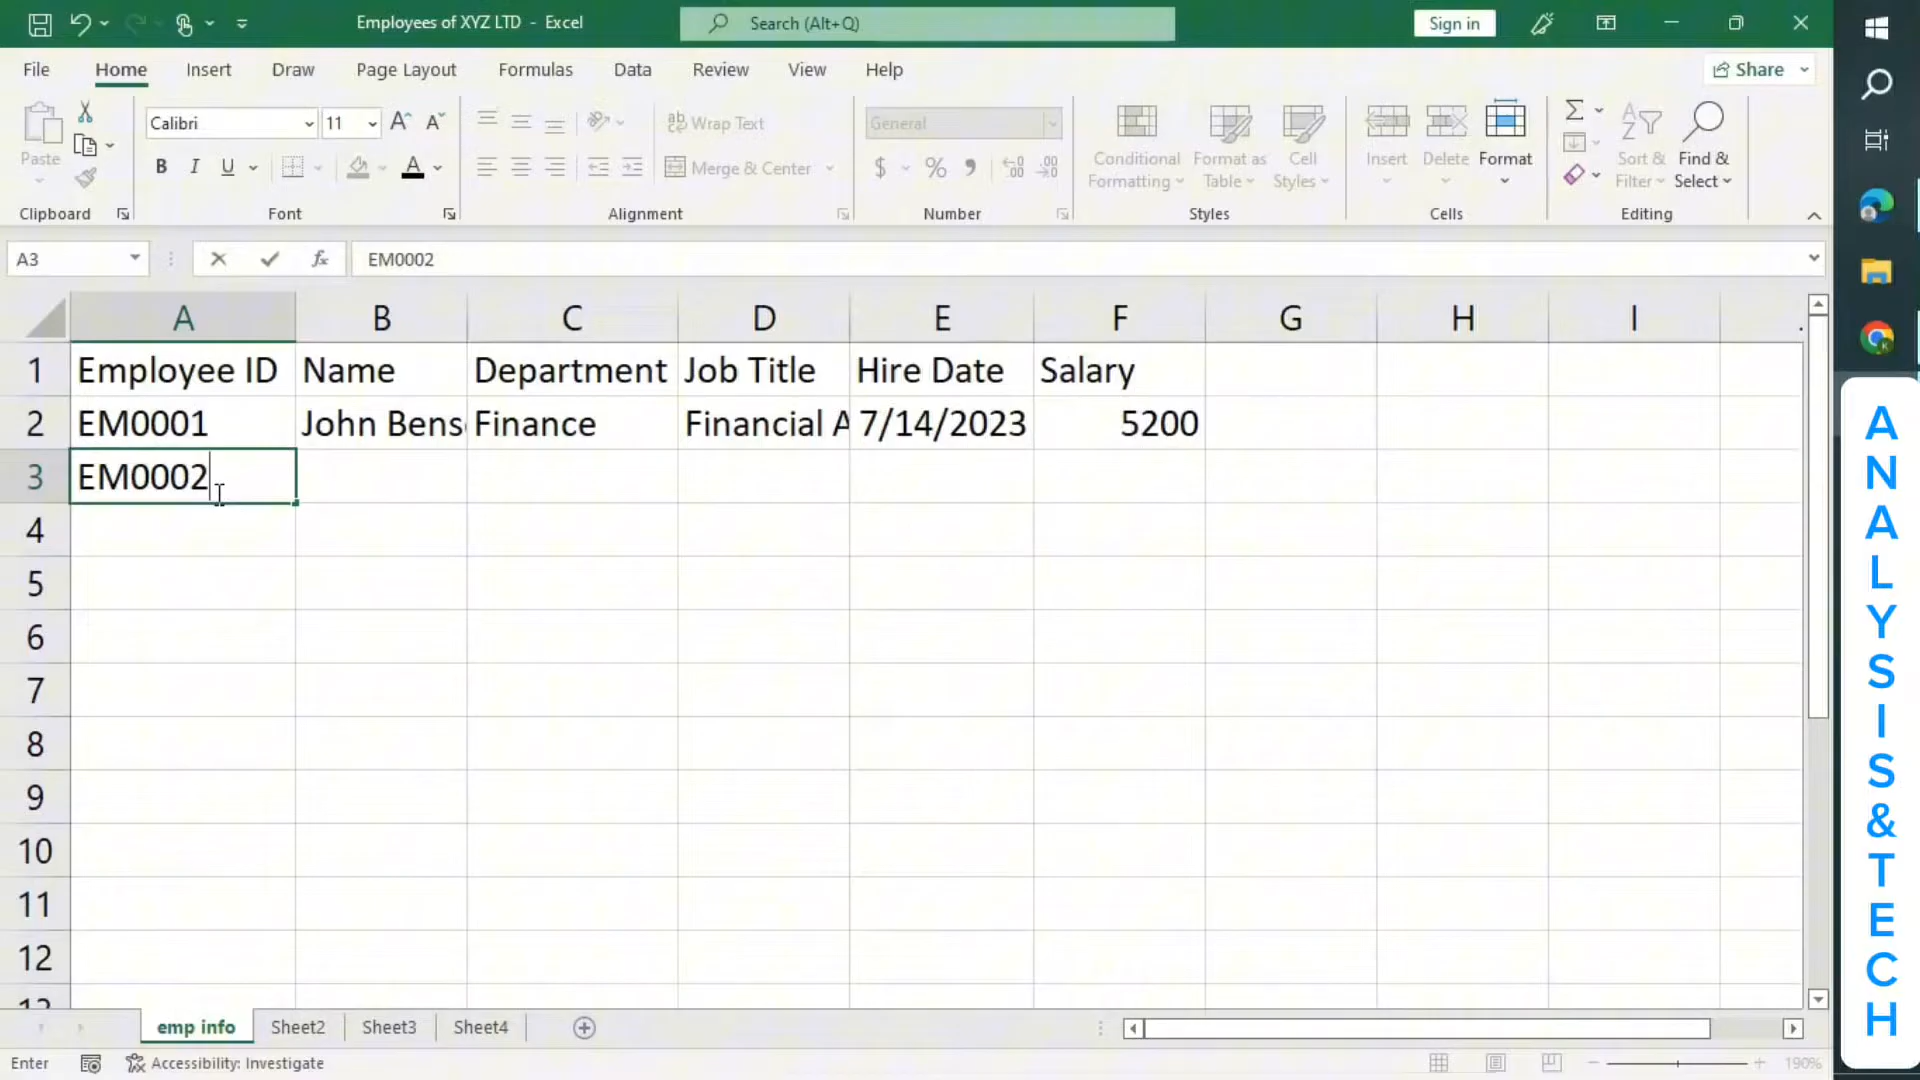 Employees of XYZ LTD - Excel
Search (Alt+Q)
Sign in
File Home Insert Draw Page Layout Formulas Data Review View Help
Share
Paste
Calibri 11
B I U
Wrap Text
Merge & Center
General
$ % ,
Conditional Formatting
Format as Table
Cell Styles
Insert
Delete
Format
Sort & Filter
Find & Select
Clipboard Font Alignment Number Styles Cells Editing
A3 fx EM0002
A B C D E F G H I
1 Employee ID Name Department Job Title Hire Date Salary
2 EM0001 John Bens Finance Financial A 7/14/2023 5200
3 EM0002
4
5
6
7
8
9
10
11
12
13
emp info Sheet2 Sheet3 Sheet4
Enter Accessibility: Investigate 190%
ANALYSIS&TECH